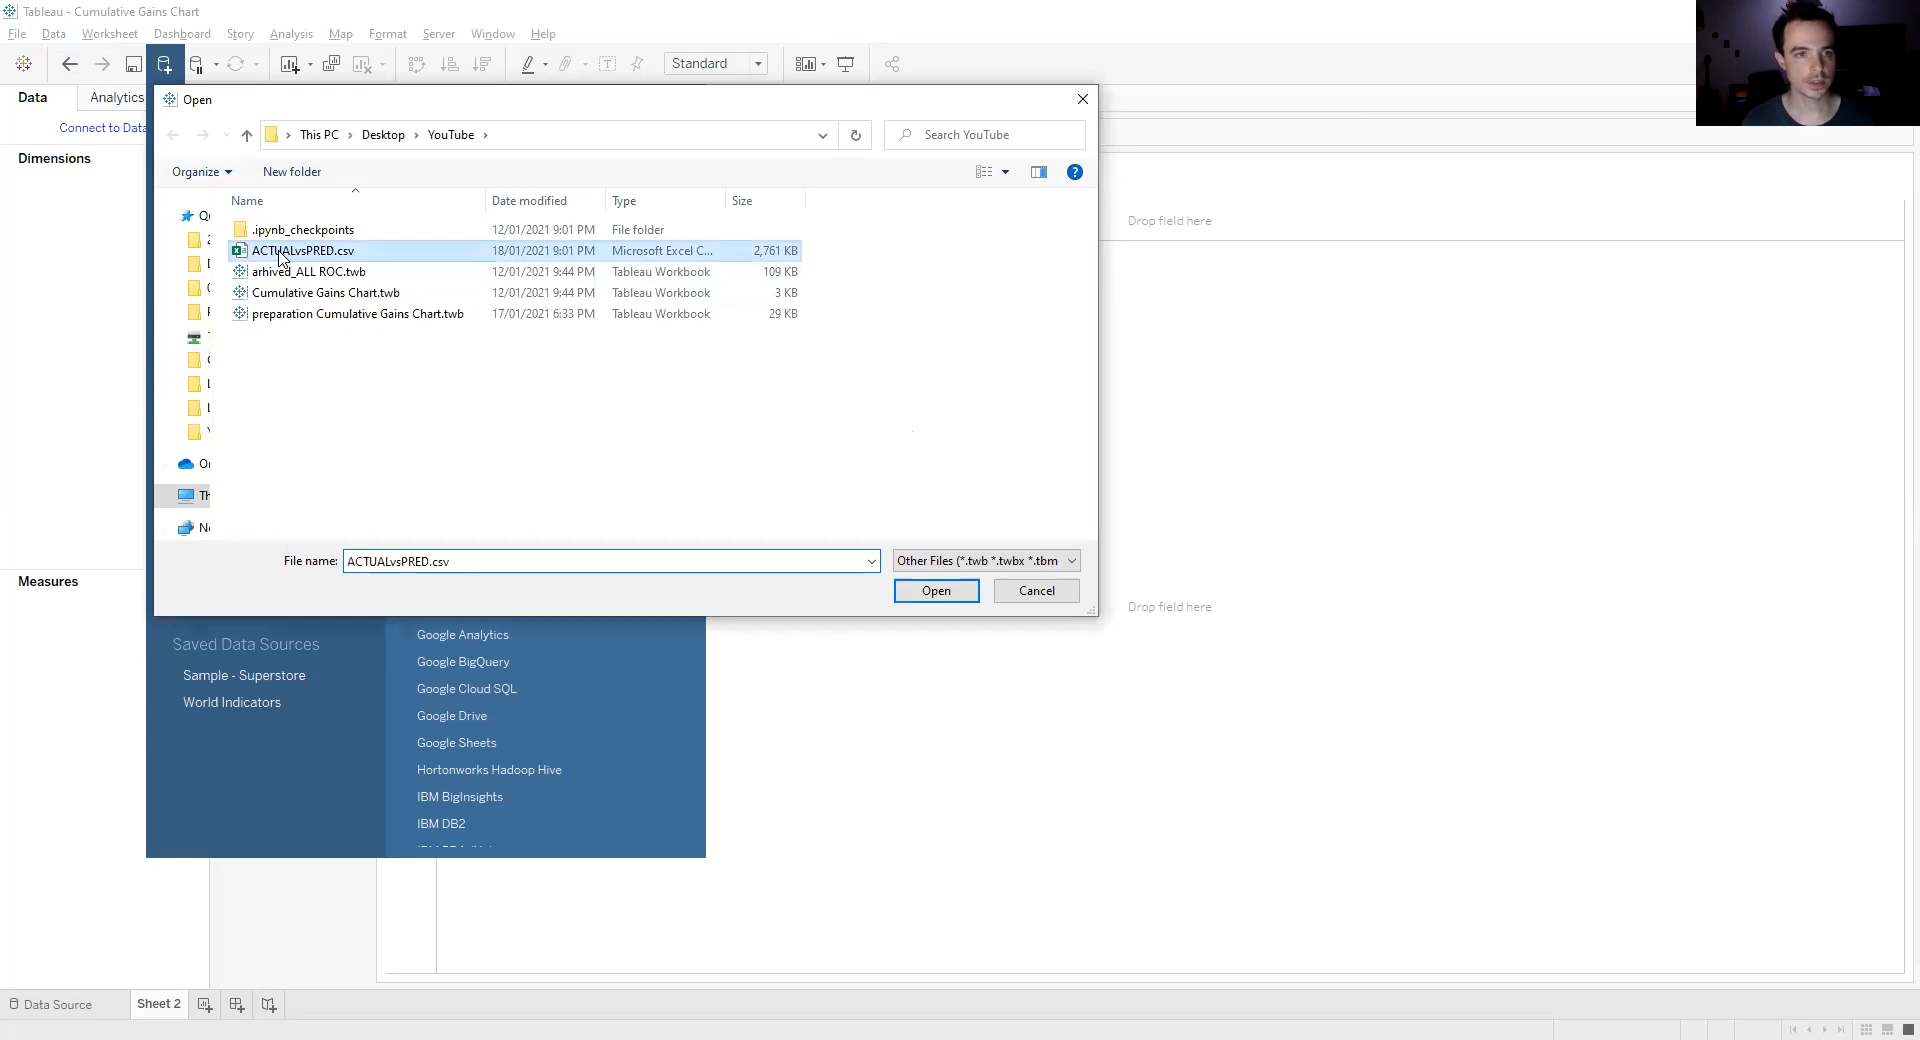 Tableau - Cumulative Gains Chart
File Data Worksheet Dashboard Story Analysis Map Format Server Window Help
Standard
Data Analytics
Connect to Data
Dimensions
Measures
Open
This PC > Desktop > YouTube >
Search YouTube
Organize New folder
Name Date modified Type Size
.ipynb_checkpoints 12/01/2021 9:01 PM File folder
ACTUALvsPRED.csv 18/01/2021 9:01 PM Microsoft Excel C... 2,761 KB
arhived_ALL ROC.twb 12/01/2021 9:44 PM Tableau Workbook 109 KB
Cumulative Gains Chart.twb 12/01/2021 9:44 PM Tableau Workbook 3 KB
preparation Cumulative Gains Chart.twb 17/01/2021 6:33 PM Tableau Workbook 29 KB
File name: ACTUALvsPRED.csv Other Files (*.twb *.twbx *.tbm
Open Cancel
Drop field here
Drop field here
Saved Data Sources
Sample - Superstore
World Indicators
Google Analytics
Google BigQuery
Google Cloud SQL
Google Drive
Google Sheets
Hortonworks Hadoop Hive
IBM BigInsights
IBM DB2
Data Source Sheet 2